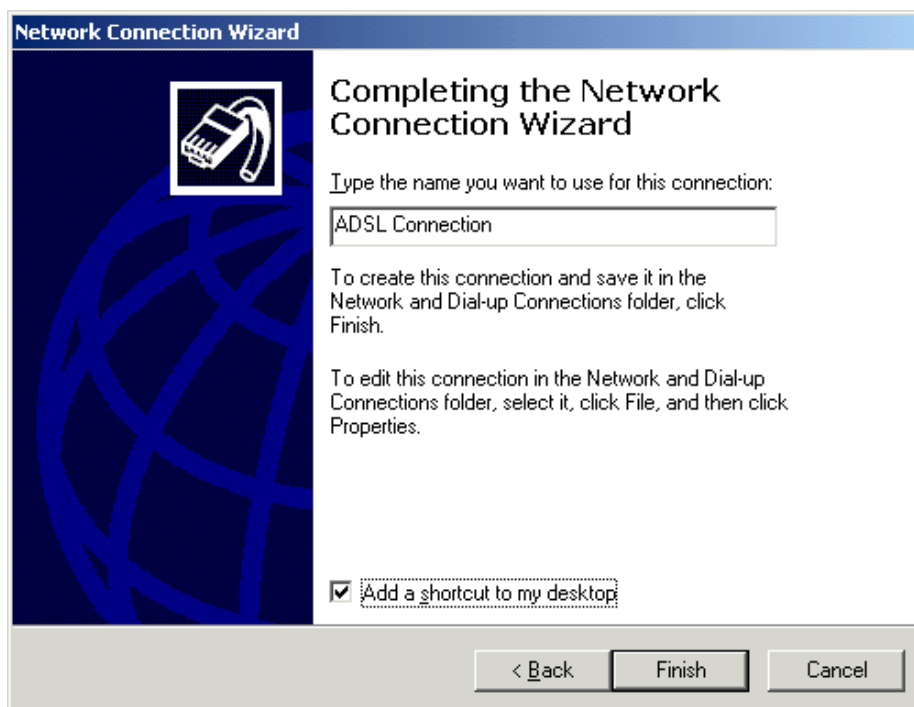 Network Connection Wizard
Completing the Network
Connection Wizard
Type the name you want to use for this connection:
ADSL Connection
To create this connection and save it in the
Network and Dial-up Connections folder, click
Finish.
To edit this connection in the Network and Dial-up
Connections folder, select it, click File, and then click
Properties.
Add a shortcut to my desktop
< Back
Finish
Cancel